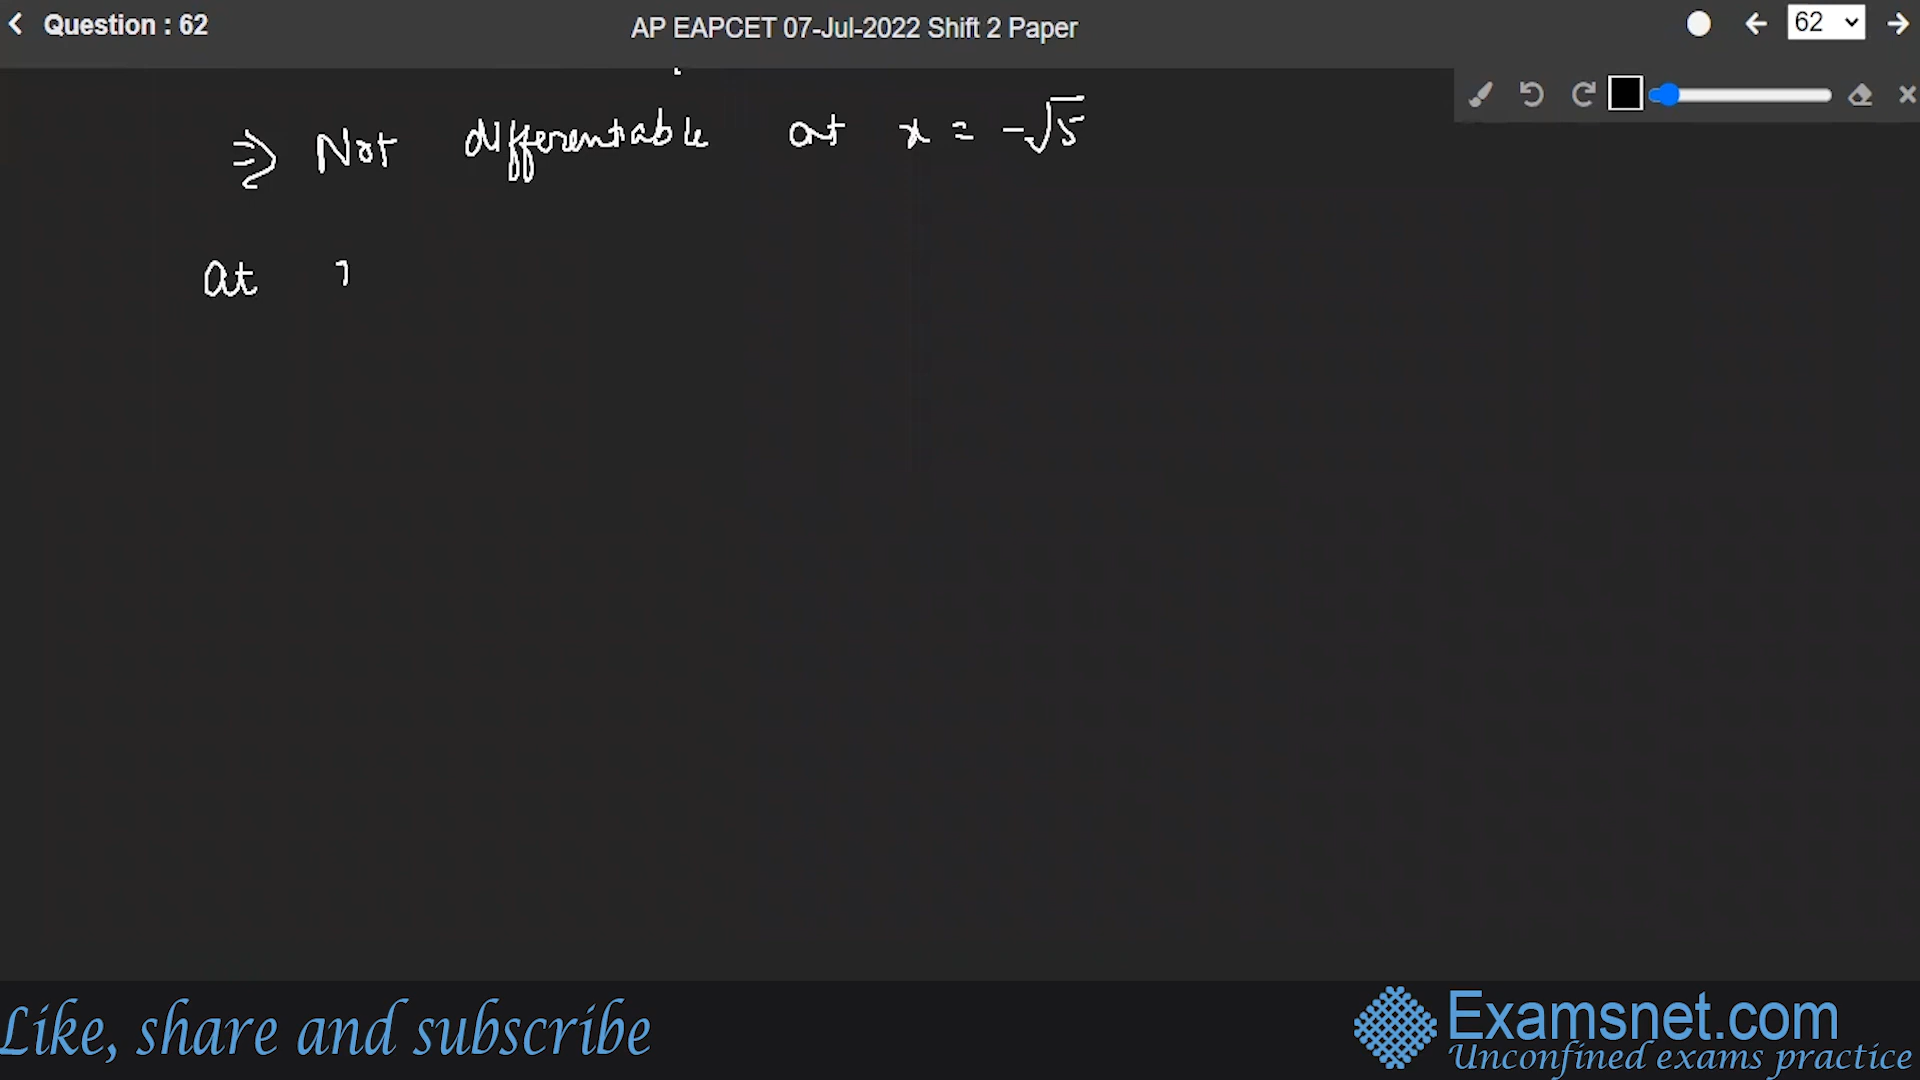 Question : 62
AP EAPCET 07-Jul-2022 Shift 2 Paper
62
⇒ Not differentiable at x = -√5
at
Like, share and subscribe
Examsnet.com
Unconfined exams practice